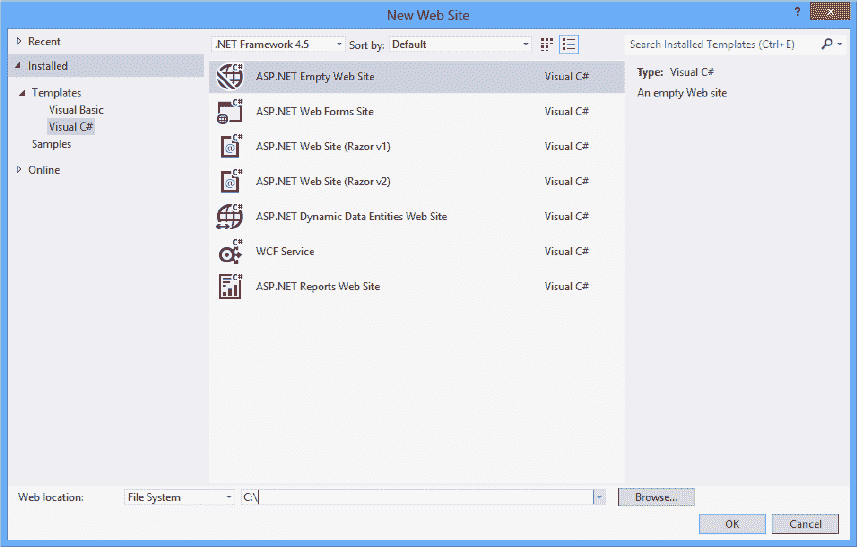 New Web Site
?
Recent
.NET Framework 4.5
Sort by:
Default
Search Installed Templates (Ctrl+E)
Installed
Templates
Visual Basic
Visual C#
Samples
Online
C# ASP.NET Empty Web Site Visual C#
C# ASP.NET Web Forms Site Visual C#
C# @ ASP.NET Web Site (Razor v1) Visual C#
C# @ ASP.NET Web Site (Razor v2) Visual C#
C# ASP.NET Dynamic Data Entities Web Site Visual C#
C# WCF Service Visual C#
C# ASP.NET Reports Web Site Visual C#
Type: Visual C#
An empty Web site
Web location:
File System
C:\
Browse...
OK
Cancel